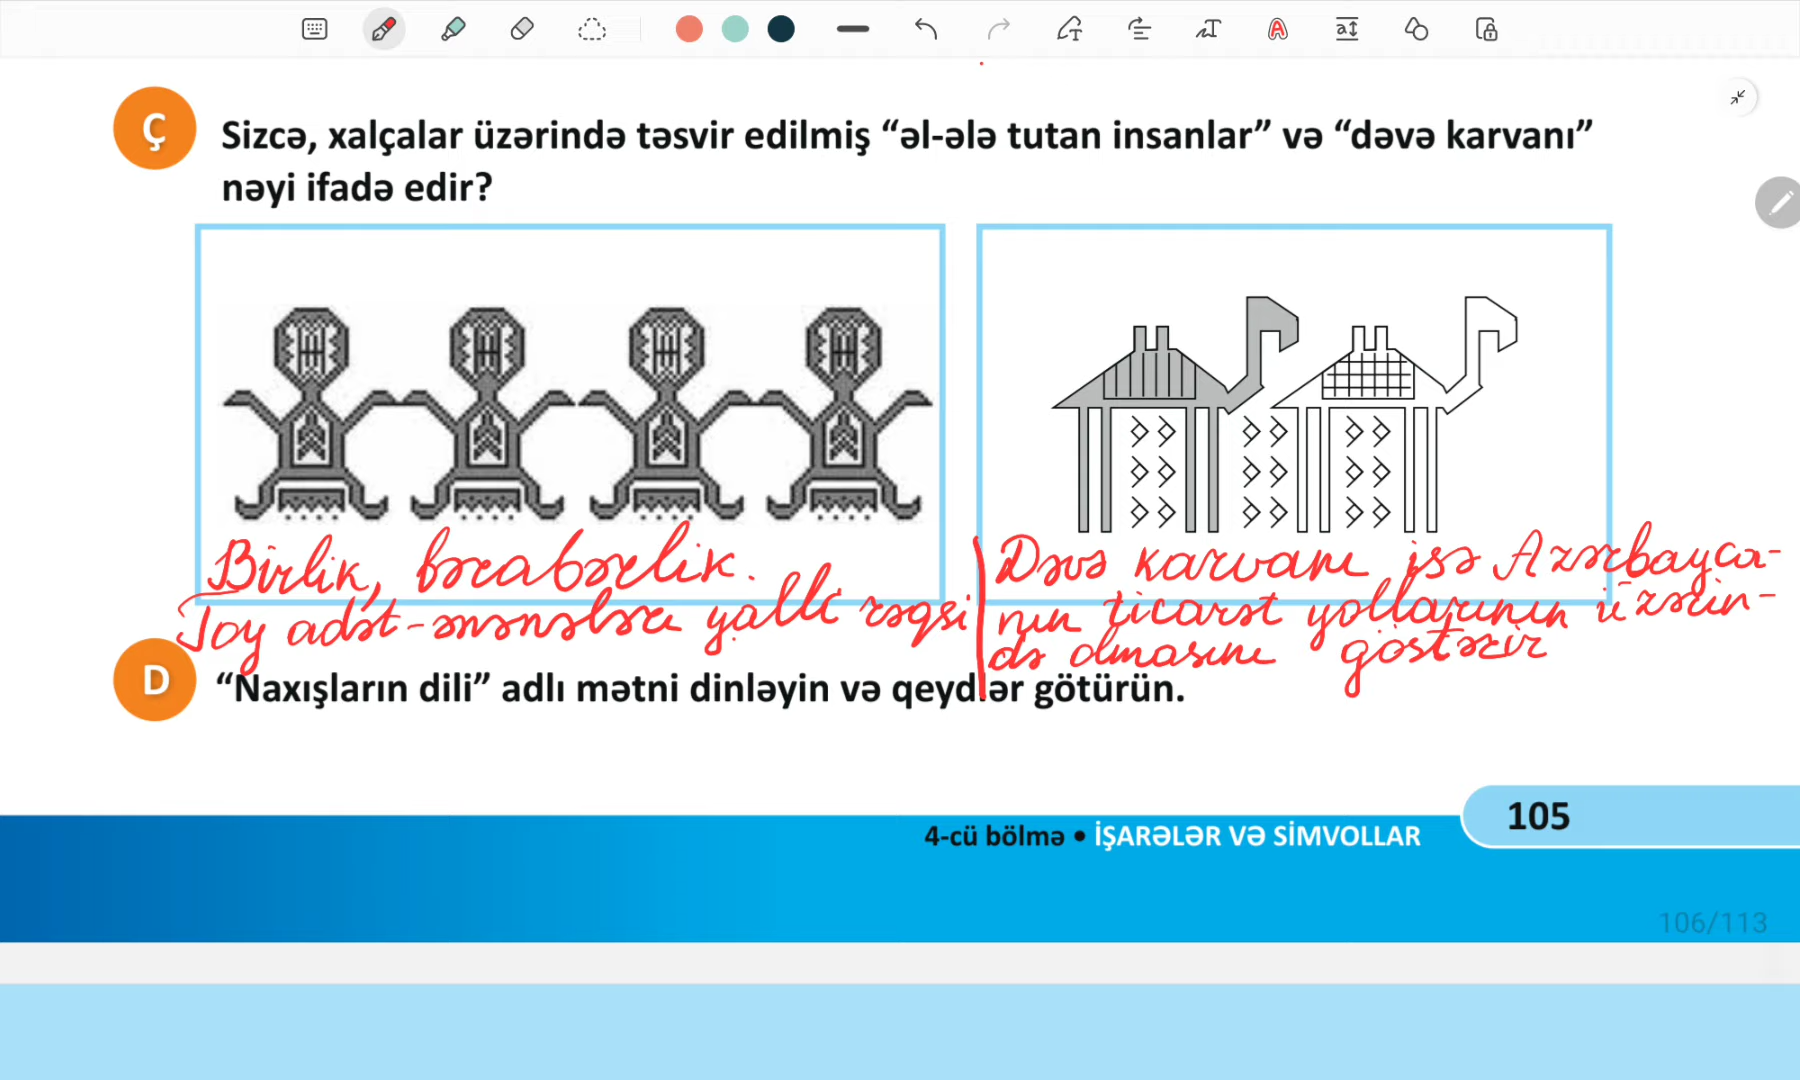 Ç
Sizcə, xalçalar üzərində təsvir edilmiş “əl-ələ tutan insanlar” və “dəvə karvanı”
nəyi ifadə edir?
Birlik, bərabərlik.
Toy adət-ənənələri yallı rəqsi
Dəvə karvanı isə Azərbayca-
nın ticarət yollarının üzərin-
də olmasını göstərir
D
“Naxışların dili” adlı mətni dinləyin və qeydlər götürün.
4-cü bölmə • İŞARƏLƏR VƏ SİMVOLLAR
105
106/113